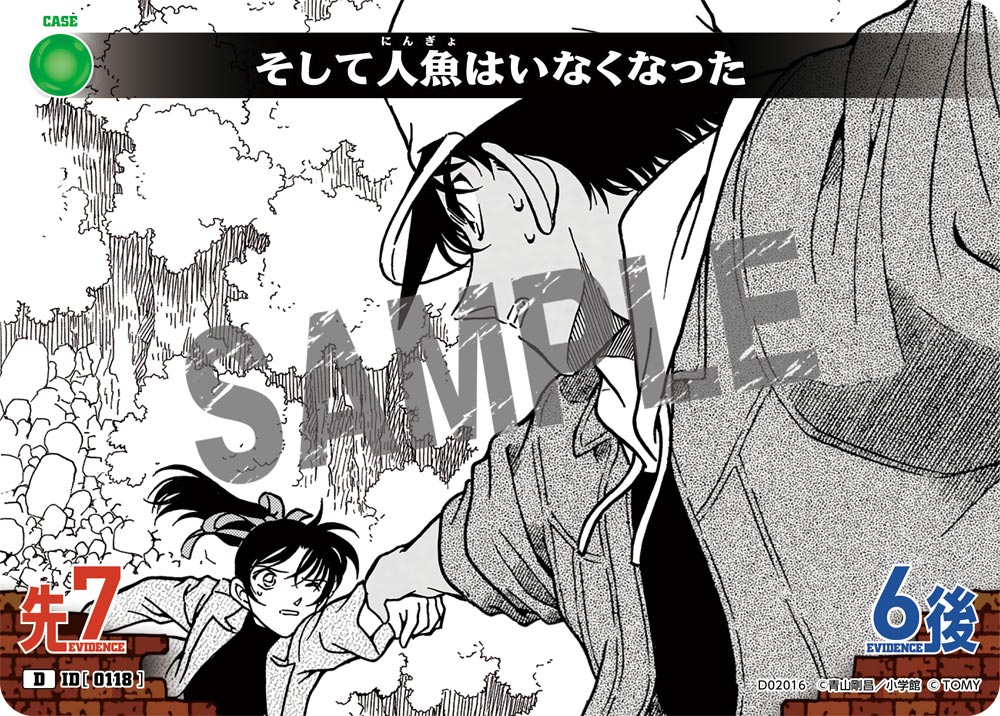 CASE
にんぎょ
そして人魚はいなくなった
SAMPLE
先7
EVIDENCE
6後
EVIDENCE
D ID[ 0118 ]
D02016 ©青山剛昌／小学館 © TOMY